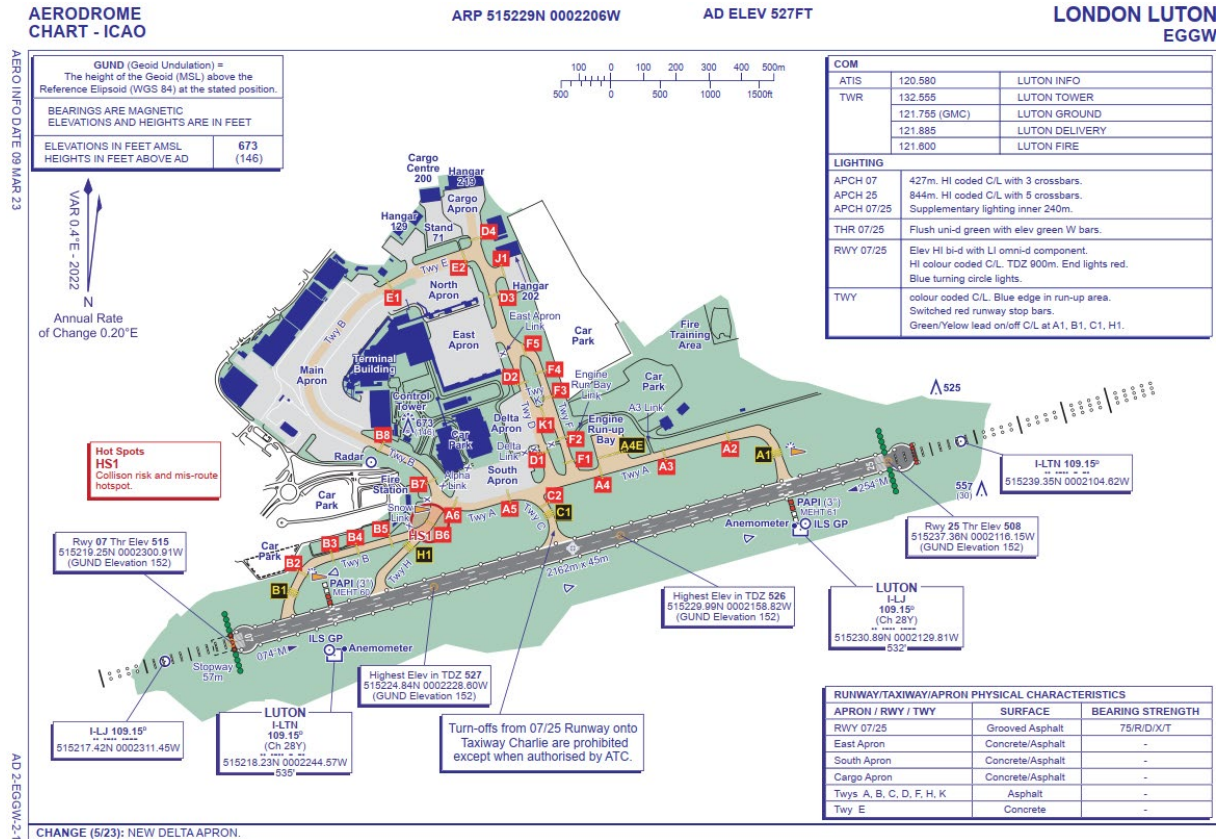 AERODROME
CHART - ICAO
ARP 515229N 0002206W
AD ELEV 527FT
LONDON LUTON
EGGW
AERO INFO DATE 09 MAR 23
GUND (Geoid Undulation) =
The height of the Geoid (MSL) above the
Reference Elipsoid (WGS 84) at the stated position.
BEARINGS ARE MAGNETIC
ELEVATIONS AND HEIGHTS ARE IN FEET
ELEVATIONS IN FEET AMSL 673
HEIGHTS IN FEET ABOVE AD (146)
100 0 100 200 300 400 500m
500 0 500 1000 1500ft
COM
ATIS 120.580 LUTON INFO
TWR 132.555 LUTON TOWER
121.755 (GMC) LUTON GROUND
121.885 LUTON DELIVERY
121.600 LUTON FIRE
LIGHTING
APCH 07 427m. HI coded C/L with 3 crossbars.
APCH 25 844m. HI coded C/L with 5 crossbars.
APCH 07/25 Supplementary lighting inner 240m.
THR 07/25 Flush uni-d green with elev green W bars.
RWY 07/25 Elev HI bi-d with LI omni-d component.
HI colour coded C/L. TDZ 900m. End lights red.
Blue turning circle lights.
TWY colour coded C/L. Blue edge in run-up area.
Switched red runway stop bars.
Green/Yelow lead on/off C/L at A1, B1, C1, H1.
VAR 0.4°E - 2022
N
Annual Rate
of Change 0.20°E
Cargo
Centre
200
Hangar
219
Cargo
Apron
Hangar
129
Stand
71
D4
J1
E2
Twy E
E1
North
Apron
Hangar
202
D3
East Apron
Link
Twy B
East
Apron
F5
Car
Park
Fire
Training
Area
Main
Apron
Terminal
Building
D2
F4
F3
Engine
Run Bay
Link
Car
Park
A3 Link
Control
Tower
673
(146)
Delta
Apron
Twy D
Twy F
K1
F2
Engine
Run-up
Bay
A4E
B8
Car
Park
Delta
Link
D1
F1
A3
A2
A1
Radar
Twy B
Alpha
Link
South
Apron
Twy A
A4
525
557
(30)
Hot Spots
HS1
Collison risk and mis-route
hotspot.
Car
Park
Fire
Station
B7
Snow
Link
A6
Twy A
A5
C2
C1
Twy C
HS1
B6
H1
B5
B4
B3
B2
B1
Car
Park
Twy B
Twy H
PAPI (3°)
MEHT 60
2162m x 45m
254°M
25
PAPI (3°)
MEHT 61
Anemometer
ILS GP
I-LTN 109.15ᴰ
515239.35N 0002104.62W
Rwy 25 Thr Elev 508
515237.36N 0002116.15W
(GUND Elevation 152)
Rwy 07 Thr Elev 515
515219.25N 0002300.91W
(GUND Elevation 152)
Highest Elev in TDZ 526
515229.99N 0002158.82W
(GUND Elevation 152)
LUTON
I-LJ
109.15ᴰ
(Ch 28Y)
515230.89N 0002129.81W
532'
07
074°M
Stopway
57m
ILS GP
Anemometer
Highest Elev in TDZ 527
515224.84N 0002228.60W
(GUND Elevation 152)
I-LJ 109.15ᴰ
515217.42N 0002311.45W
LUTON
I-LTN
109.15ᴰ
(Ch 28Y)
515218.23N 0002244.57W
535'
Turn-offs from 07/25 Runway onto
Taxiway Charlie are prohibited
except when authorised by ATC.
RUNWAY/TAXIWAY/APRON PHYSICAL CHARACTERISTICS
APRON / RWY / TWY SURFACE BEARING STRENGTH
RWY 07/25 Grooved Asphalt 75/R/D/X/T
East Apron Concrete/Asphalt -
South Apron Concrete/Asphalt -
Cargo Apron Concrete/Asphalt -
Twys A, B, C, D, F, H, K Asphalt -
Twy E Concrete -
AD 2-EGGW-2-1
CHANGE (5/23): NEW DELTA APRON.